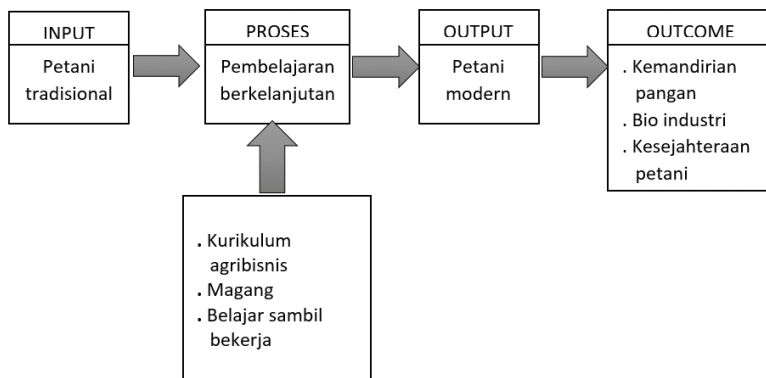 INPUT
Petani
tradisional
PROSES
Pembelajaran
berkelanjutan
OUTPUT
Petani
modern
OUTCOME
. Kemandirian
pangan
. Bio industri
. Kesejahteraan
petani
. Kurikulum
agribisnis
. Magang
. Belajar sambil
bekerja